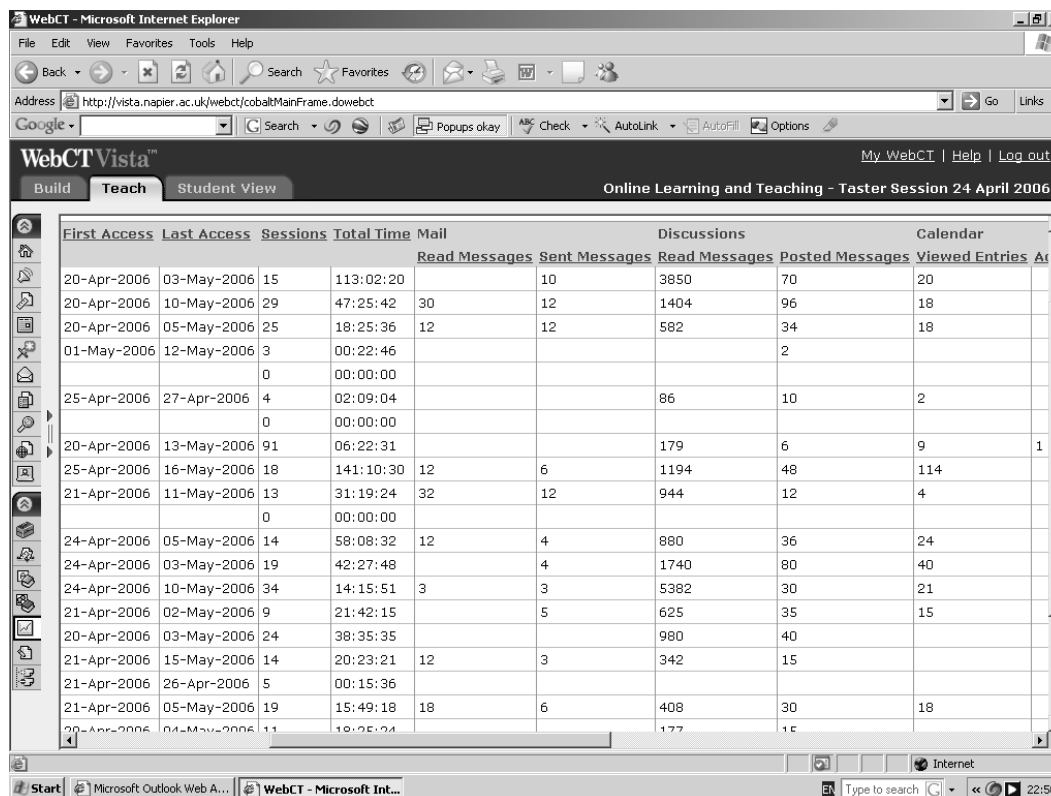 WebCT - Microsoft Internet Explorer
File Edit View Favorites Tools Help
Back Search Favorites
Address http://vista.napier.ac.uk/webct/cobaltMainFrame.dowebct Go Links
Google Search Popups okay ABC Check AutoLink AutoFill Options
WebCT Vista™ My WebCT | Help | Log out
Build Teach Student View Online Learning and Teaching - Taster Session 24 April 2006
First Access Last Access Sessions Total Time Mail Discussions Calendar
Read Messages Sent Messages Read Messages Posted Messages Viewed Entries
20-Apr-2006 03-May-2006 15 113:02:20 10 3850 70 20
20-Apr-2006 10-May-2006 29 47:25:42 30 12 1404 96 18
20-Apr-2006 05-May-2006 25 18:25:36 12 12 582 34 18
01-May-2006 12-May-2006 3 00:22:46 2
0 00:00:00
25-Apr-2006 27-Apr-2006 4 02:09:04 86 10 2
0 00:00:00
20-Apr-2006 13-May-2006 91 06:22:31 179 6 9 1
25-Apr-2006 16-May-2006 18 141:10:30 12 6 1194 48 114
21-Apr-2006 11-May-2006 13 31:19:24 32 12 944 12 4
0 00:00:00
24-Apr-2006 05-May-2006 14 58:08:32 12 4 880 36 24
24-Apr-2006 03-May-2006 19 42:27:48 4 1740 80 40
24-Apr-2006 10-May-2006 34 14:15:51 3 3 5382 30 21
21-Apr-2006 02-May-2006 9 21:42:15 5 625 35 15
20-Apr-2006 03-May-2006 24 38:35:35 980 40
21-Apr-2006 15-May-2006 14 20:23:21 12 3 342 15
21-Apr-2006 26-Apr-2006 5 00:15:36
21-Apr-2006 05-May-2006 19 15:49:18 18 6 408 30 18
20-Apr-2006 04-May-2006 11 177 15
Internet
Start Microsoft Outlook Web A... WebCT - Microsoft Int... EN Type to search